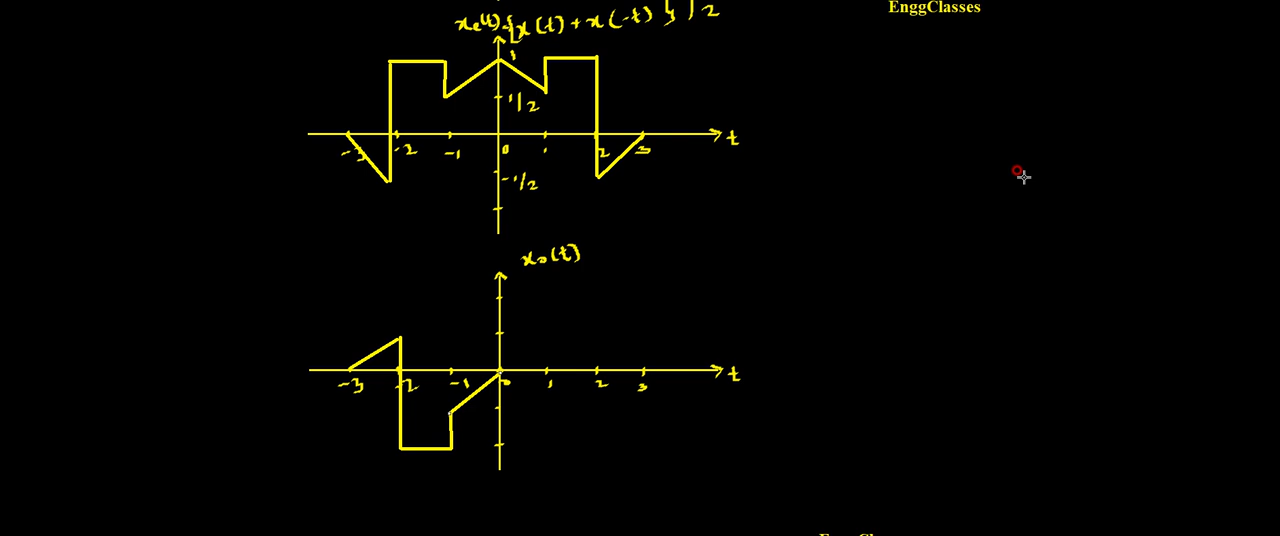 EnggClasses
xe(t) = {x(t) + x(-t)} / 2
1
1/2
t
-3 -2 -1 0 1 2 3
-1/2
xo(t)
t
-3 -2 -1 0 1 2 3